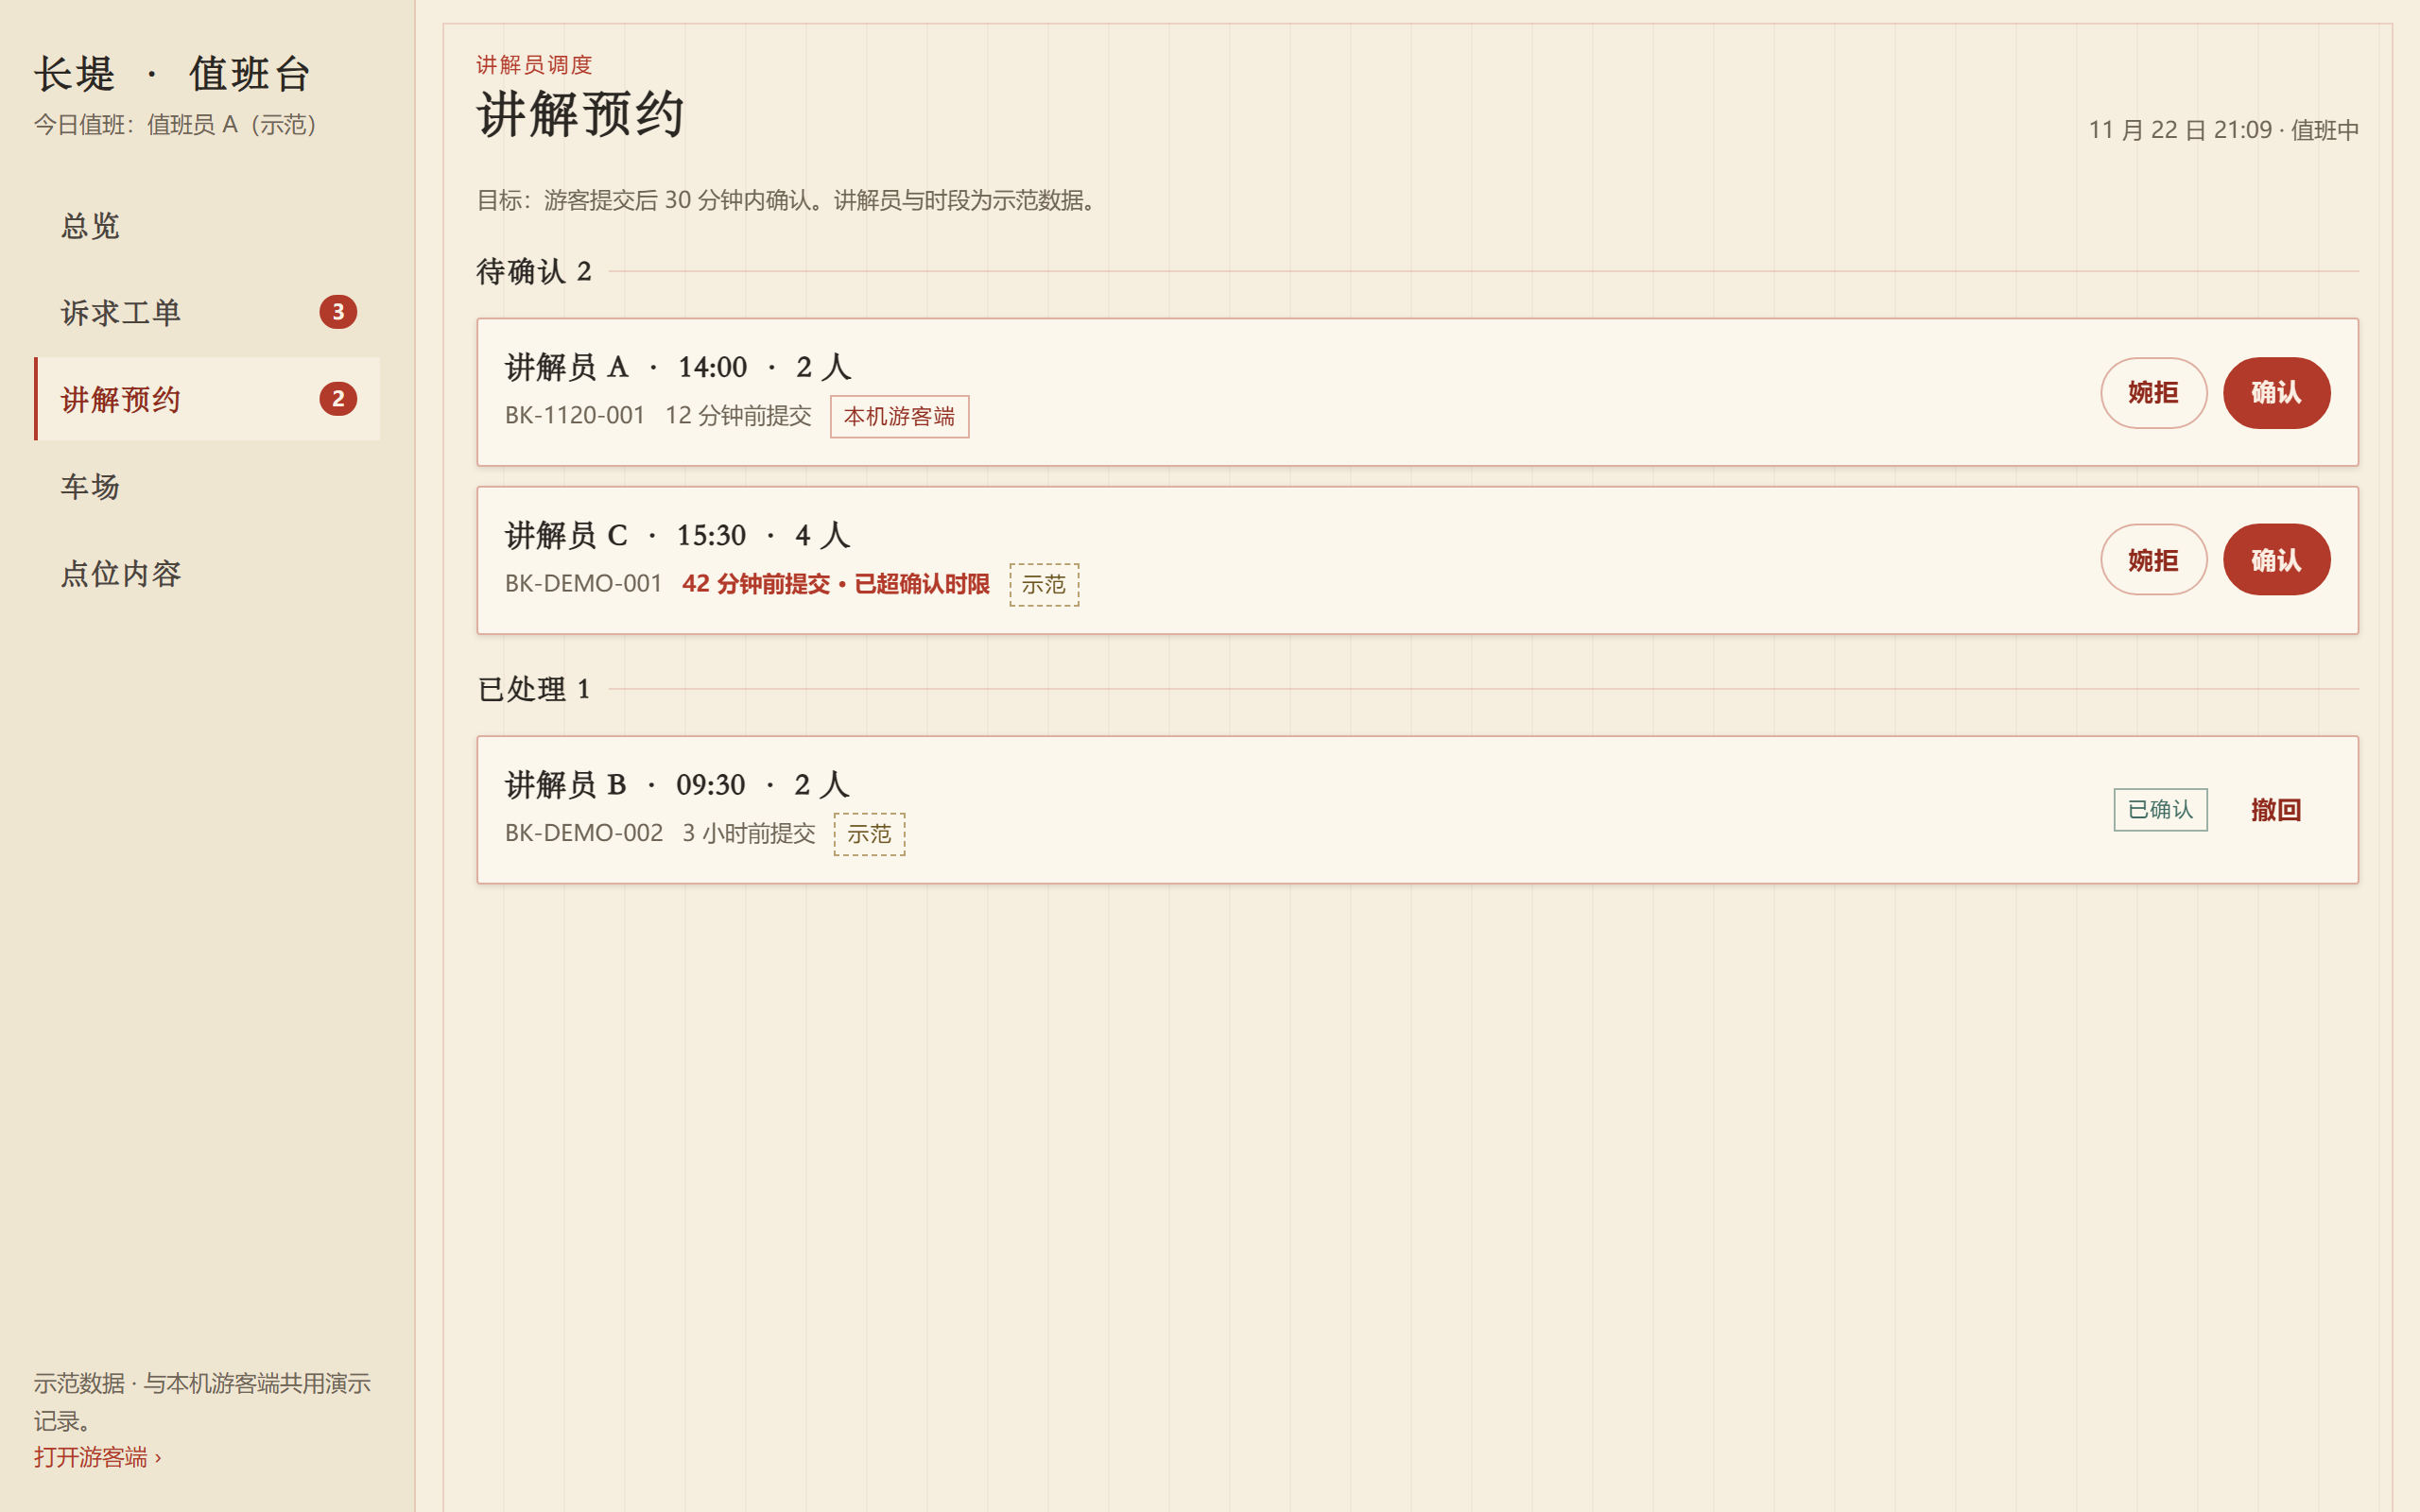 长堤 · 值班台
今日值班：值班员 A（示范）
总览
诉求工单 3
讲解预约 2
车场
点位内容
示范数据 · 与本机游客端共用演示
记录。
打开游客端 ›
讲解员调度
讲解预约
11 月 22 日 21:09 · 值班中
目标：游客提交后 30 分钟内确认。讲解员与时段为示范数据。
待确认 2
讲解员 A · 14:00 · 2 人
BK-1120-001 12 分钟前提交 本机游客端
婉拒 确认
讲解员 C · 15:30 · 4 人
BK-DEMO-001 42 分钟前提交 · 已超确认时限 示范
婉拒 确认
已处理 1
讲解员 B · 09:30 · 2 人
BK-DEMO-002 3 小时前提交 示范
已确认 撤回